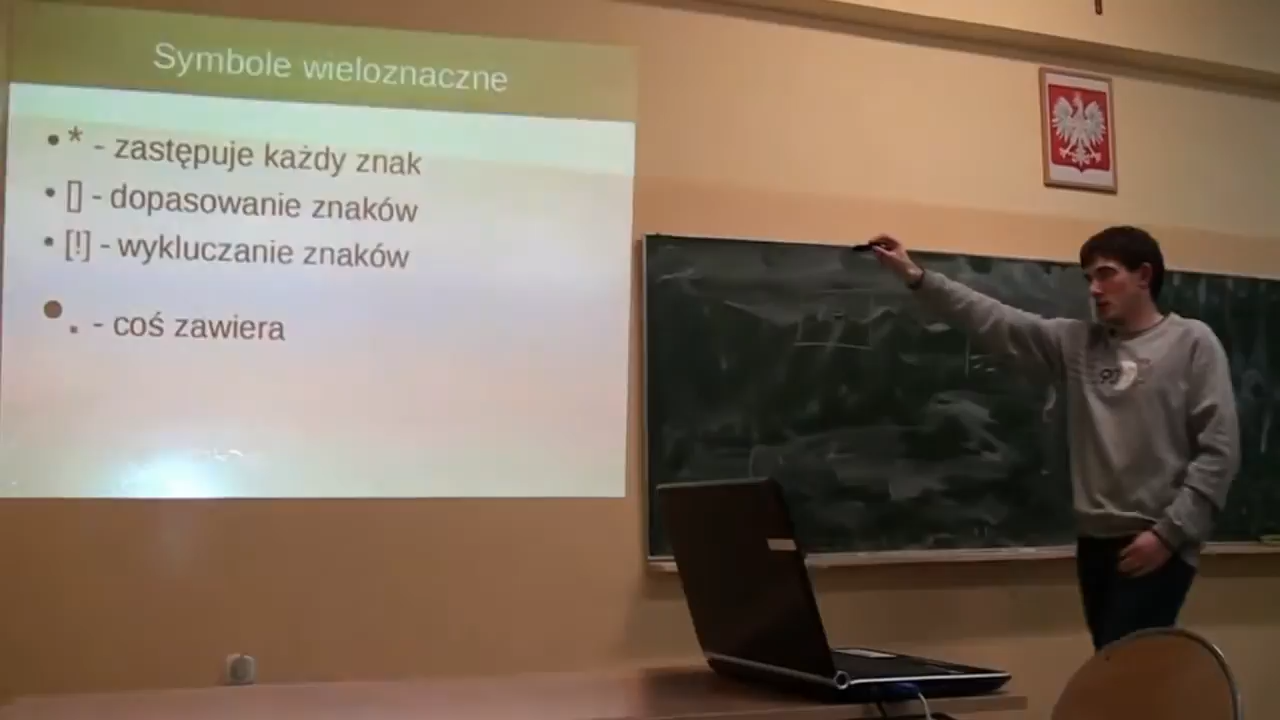 Symbole wieloznaczne
• * - zastępuje każdy znak
• [] - dopasowanie znaków
• [!] - wykluczanie znaków
• . - coś zawiera